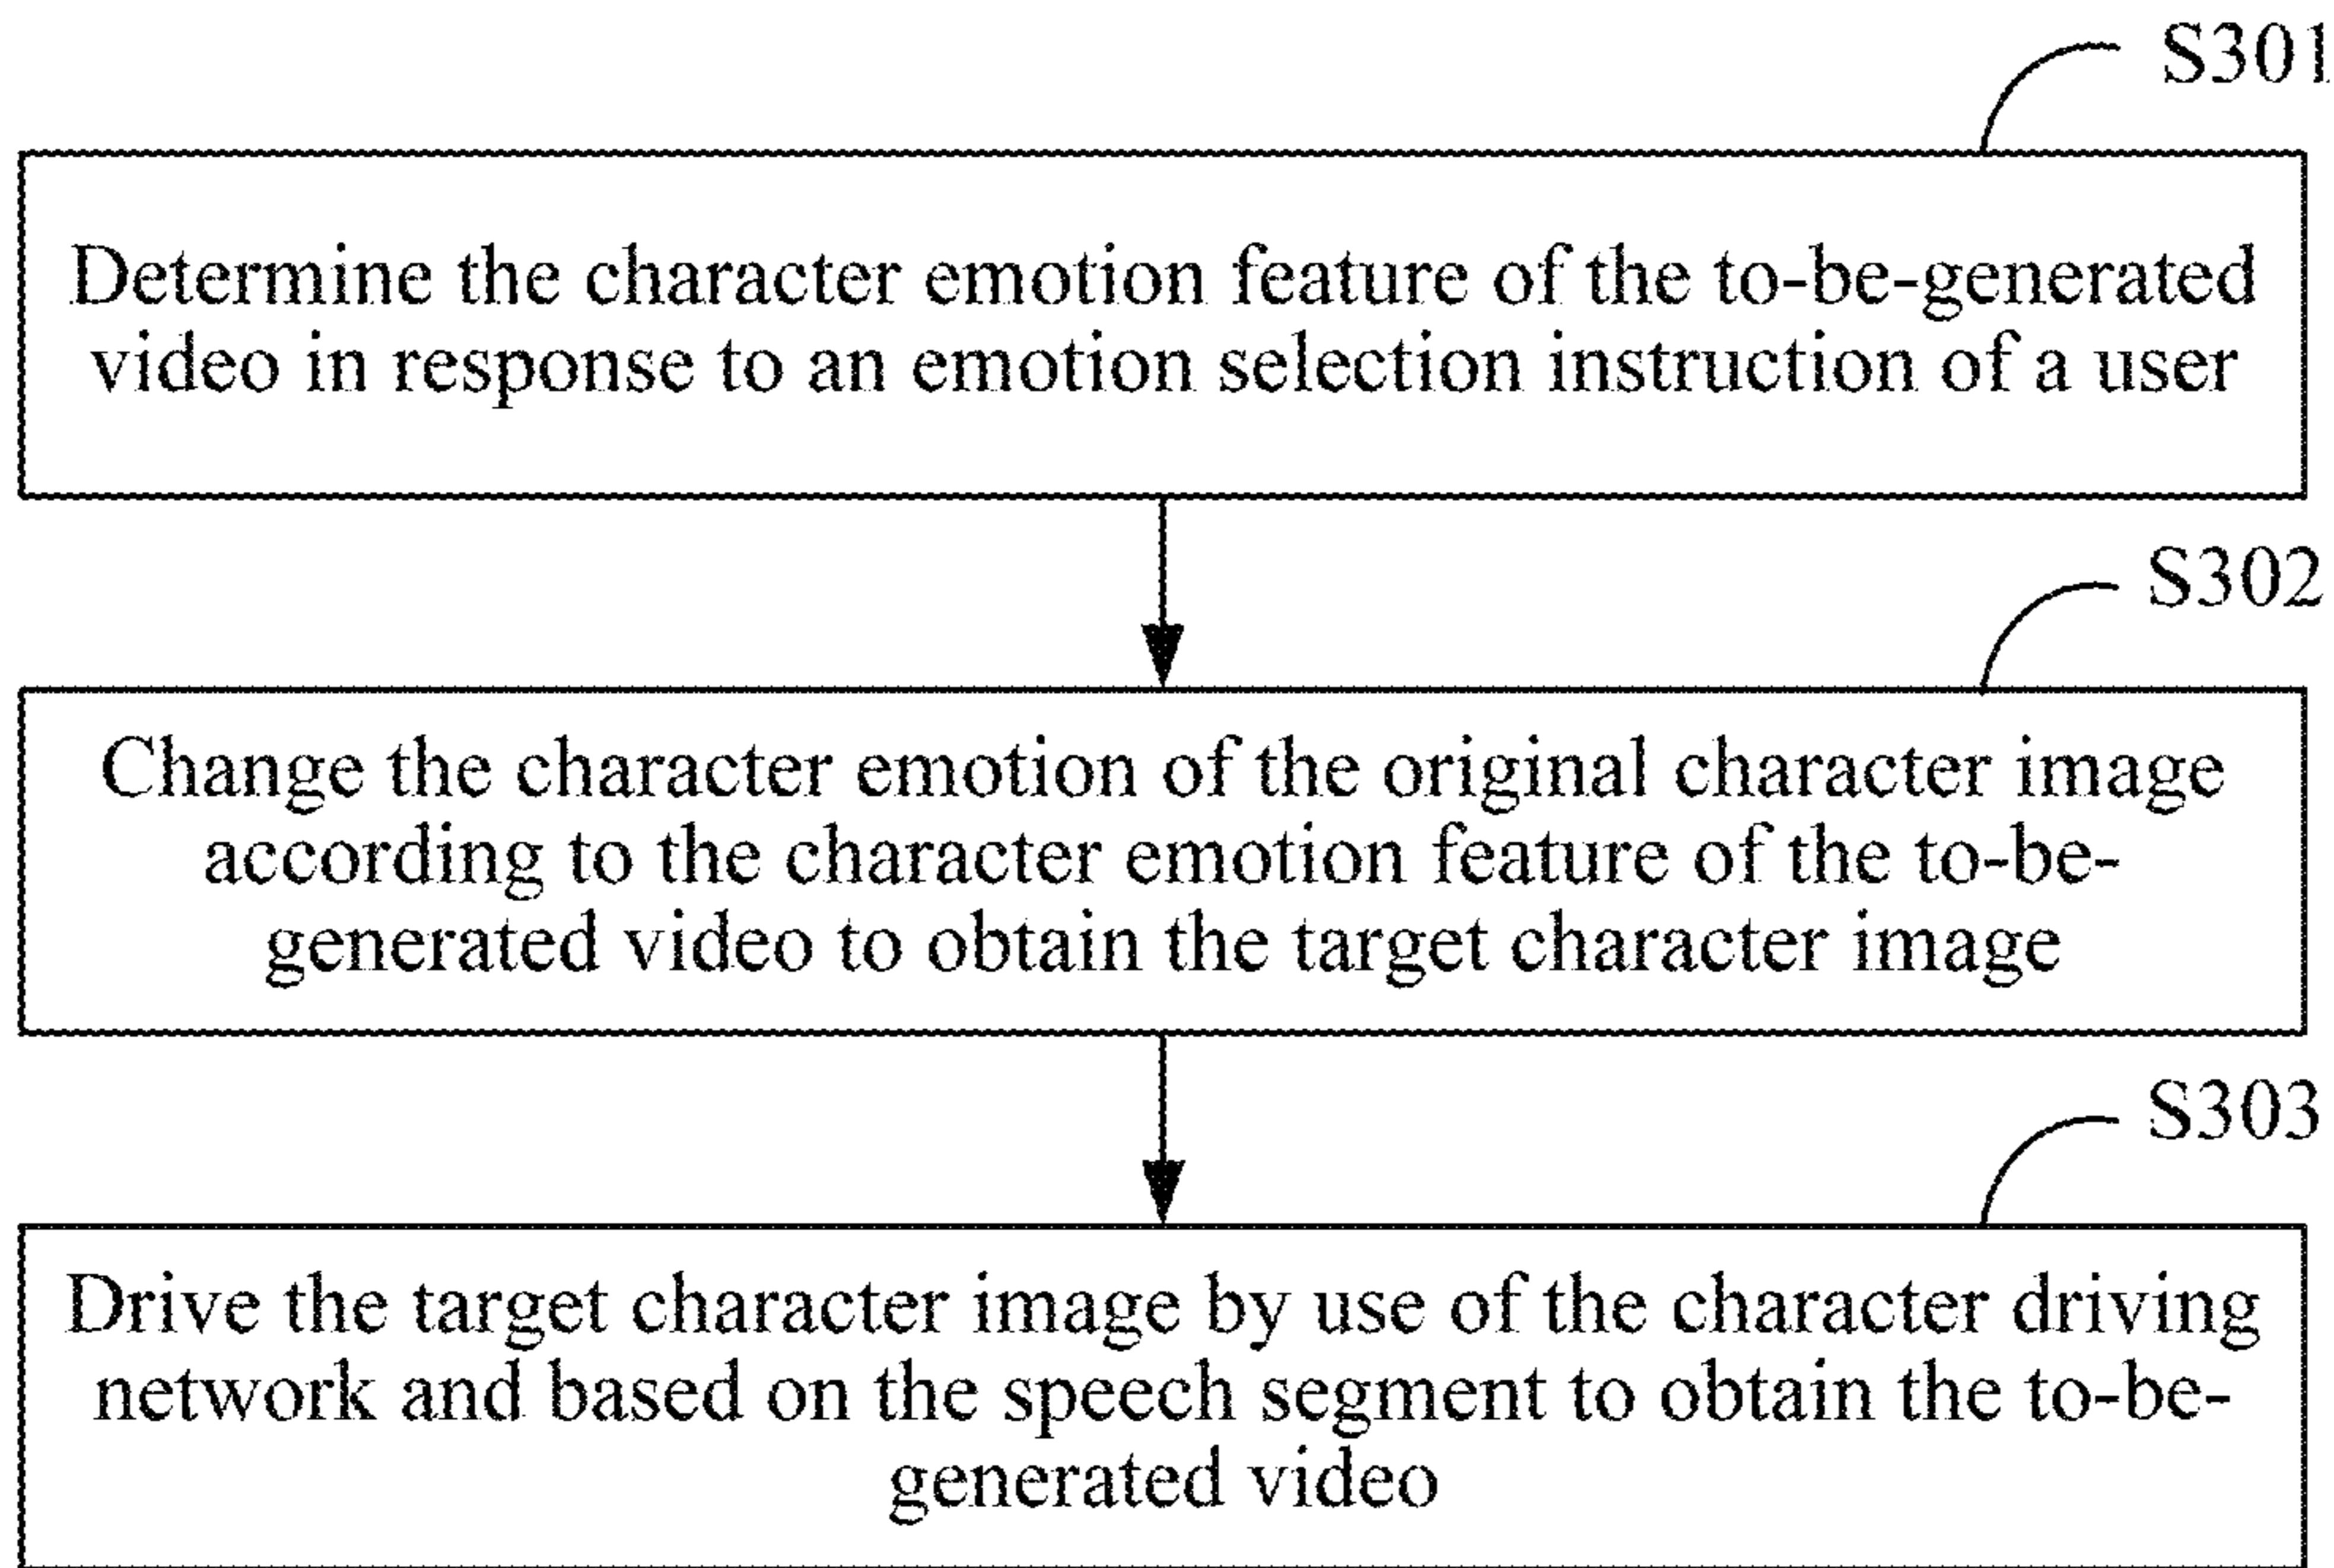 S301
Determine the character emotion feature of the to-be-generated
video in response to an emotion selection instruction of a user
S302
Change the character emotion of the original character image
according to the character emotion feature of the to-be-
generated video to obtain the target character image
S303
Drive the target character image by use of the character driving
network and based on the speech segment to obtain the to-be-
generated video